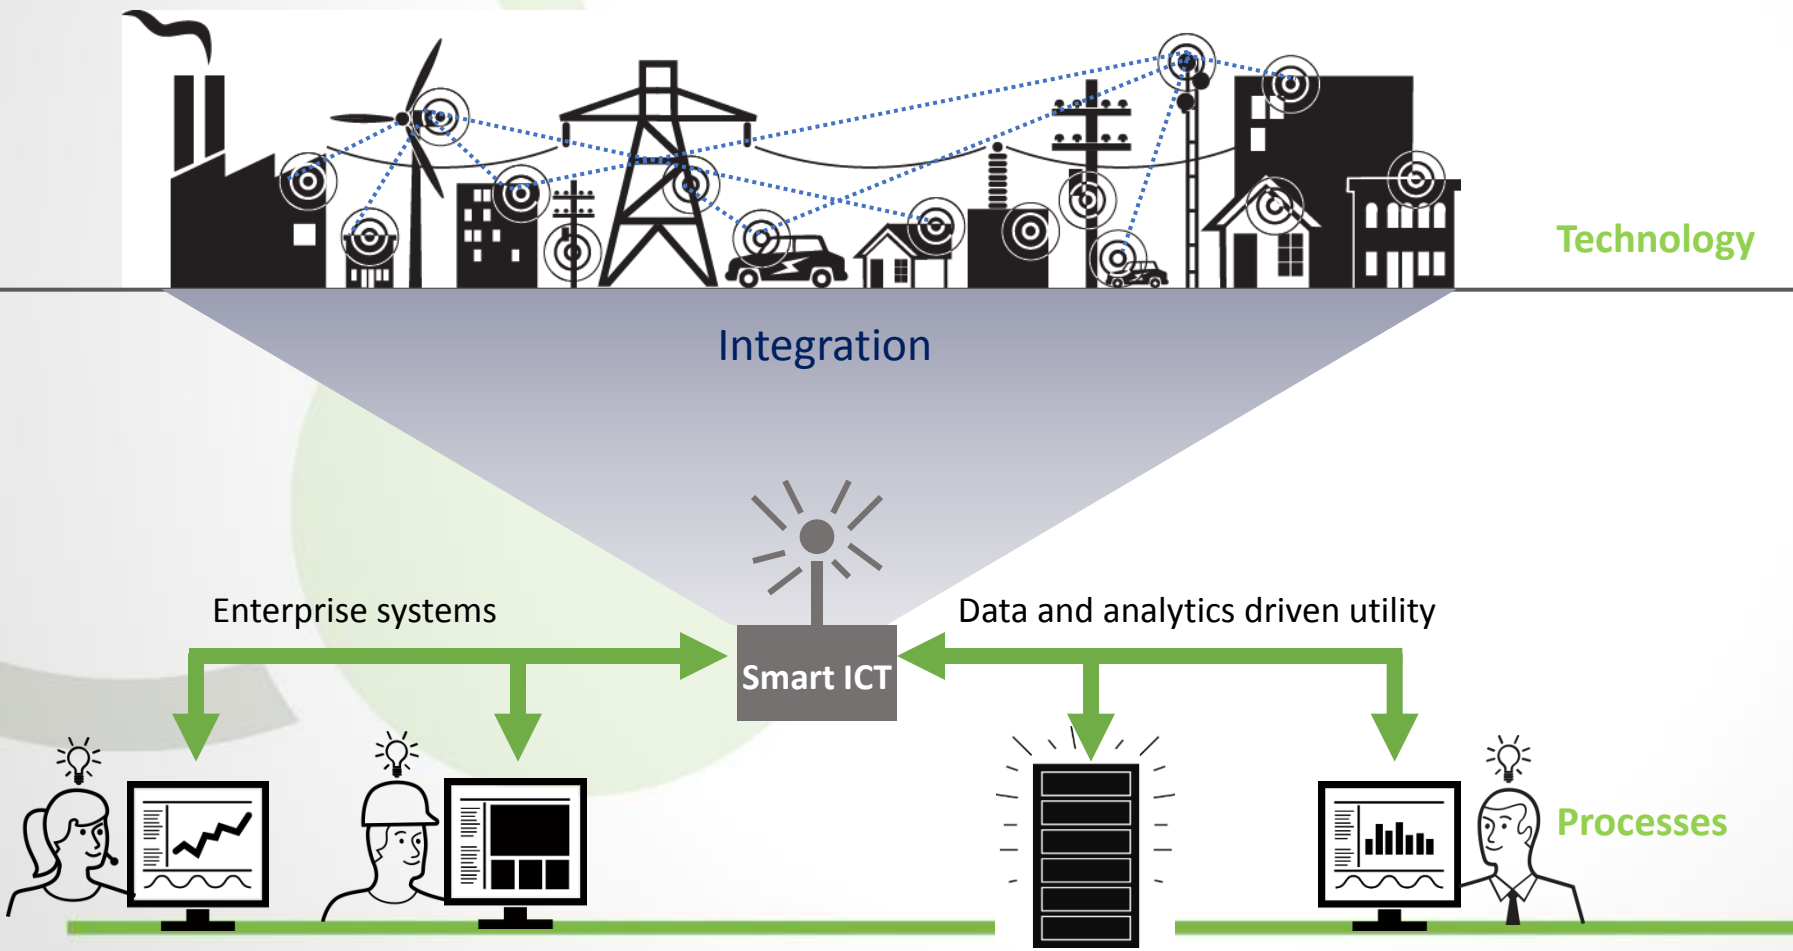 Technology
Integration
Enterprise systems
Data and analytics driven utility
Smart ICT
Processes